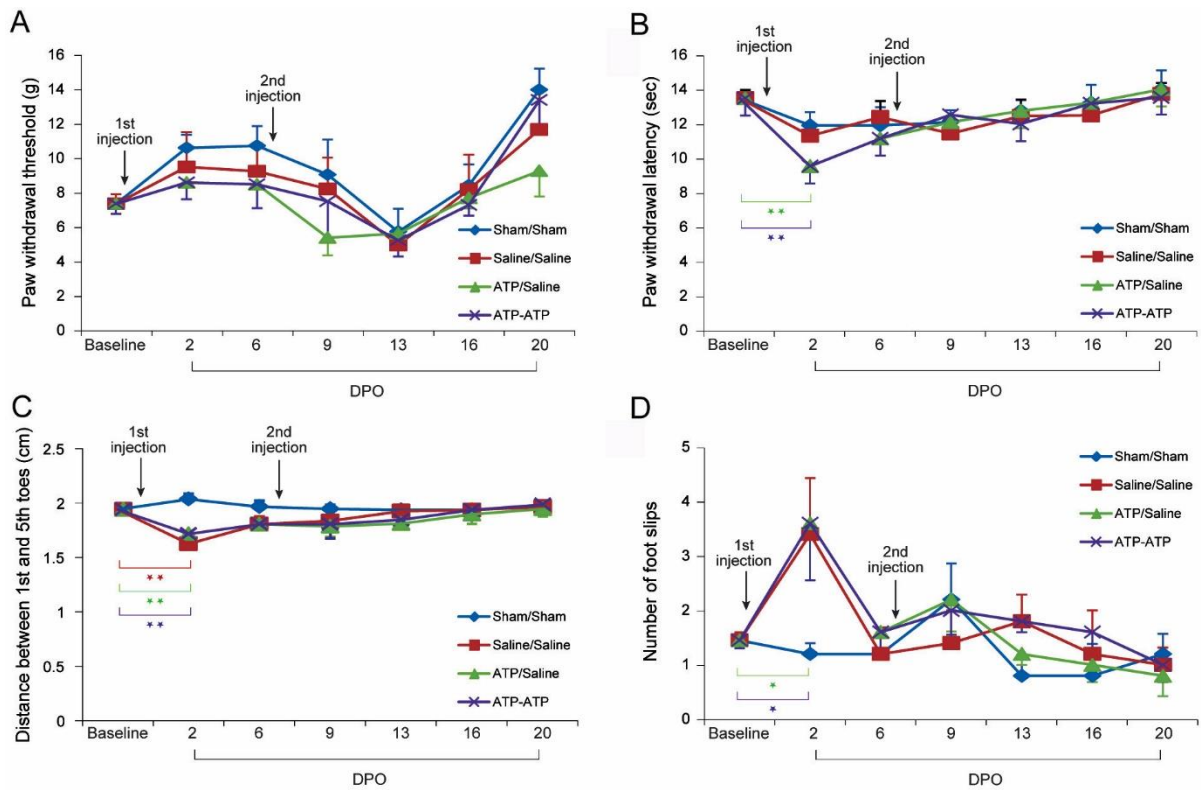 A
Paw withdrawal threshold (g)
16
14
12
10
8
6
4
2
0
1st
injection
2nd
injection
Sham/Sham
Saline/Saline
ATP/Saline
ATP-ATP
Baseline 2 6 9 13 16 20
DPO
B
Paw withdrawal latency (sec)
16
14
12
10
8
6
4
2
0
1st
injection
2nd
injection
**
**
Sham/Sham
Saline/Saline
ATP/Saline
ATP-ATP
Baseline 2 6 9 13 16 20
DPO
C
Distance between 1st and 5th toes (cm)
2.5
2
1.5
1
0.5
0
1st
injection
2nd
injection
**
**
**
Sham/Sham
Saline/Saline
ATP/Saline
ATP-ATP
Baseline 2 6 9 13 16 20
DPO
D
Number of foot slips
5
4
3
2
1
0
1st
injection
2nd
injection
*
*
Sham/Sham
Saline/Saline
ATP/Saline
ATP-ATP
Baseline 2 6 9 13 16 20
DPO